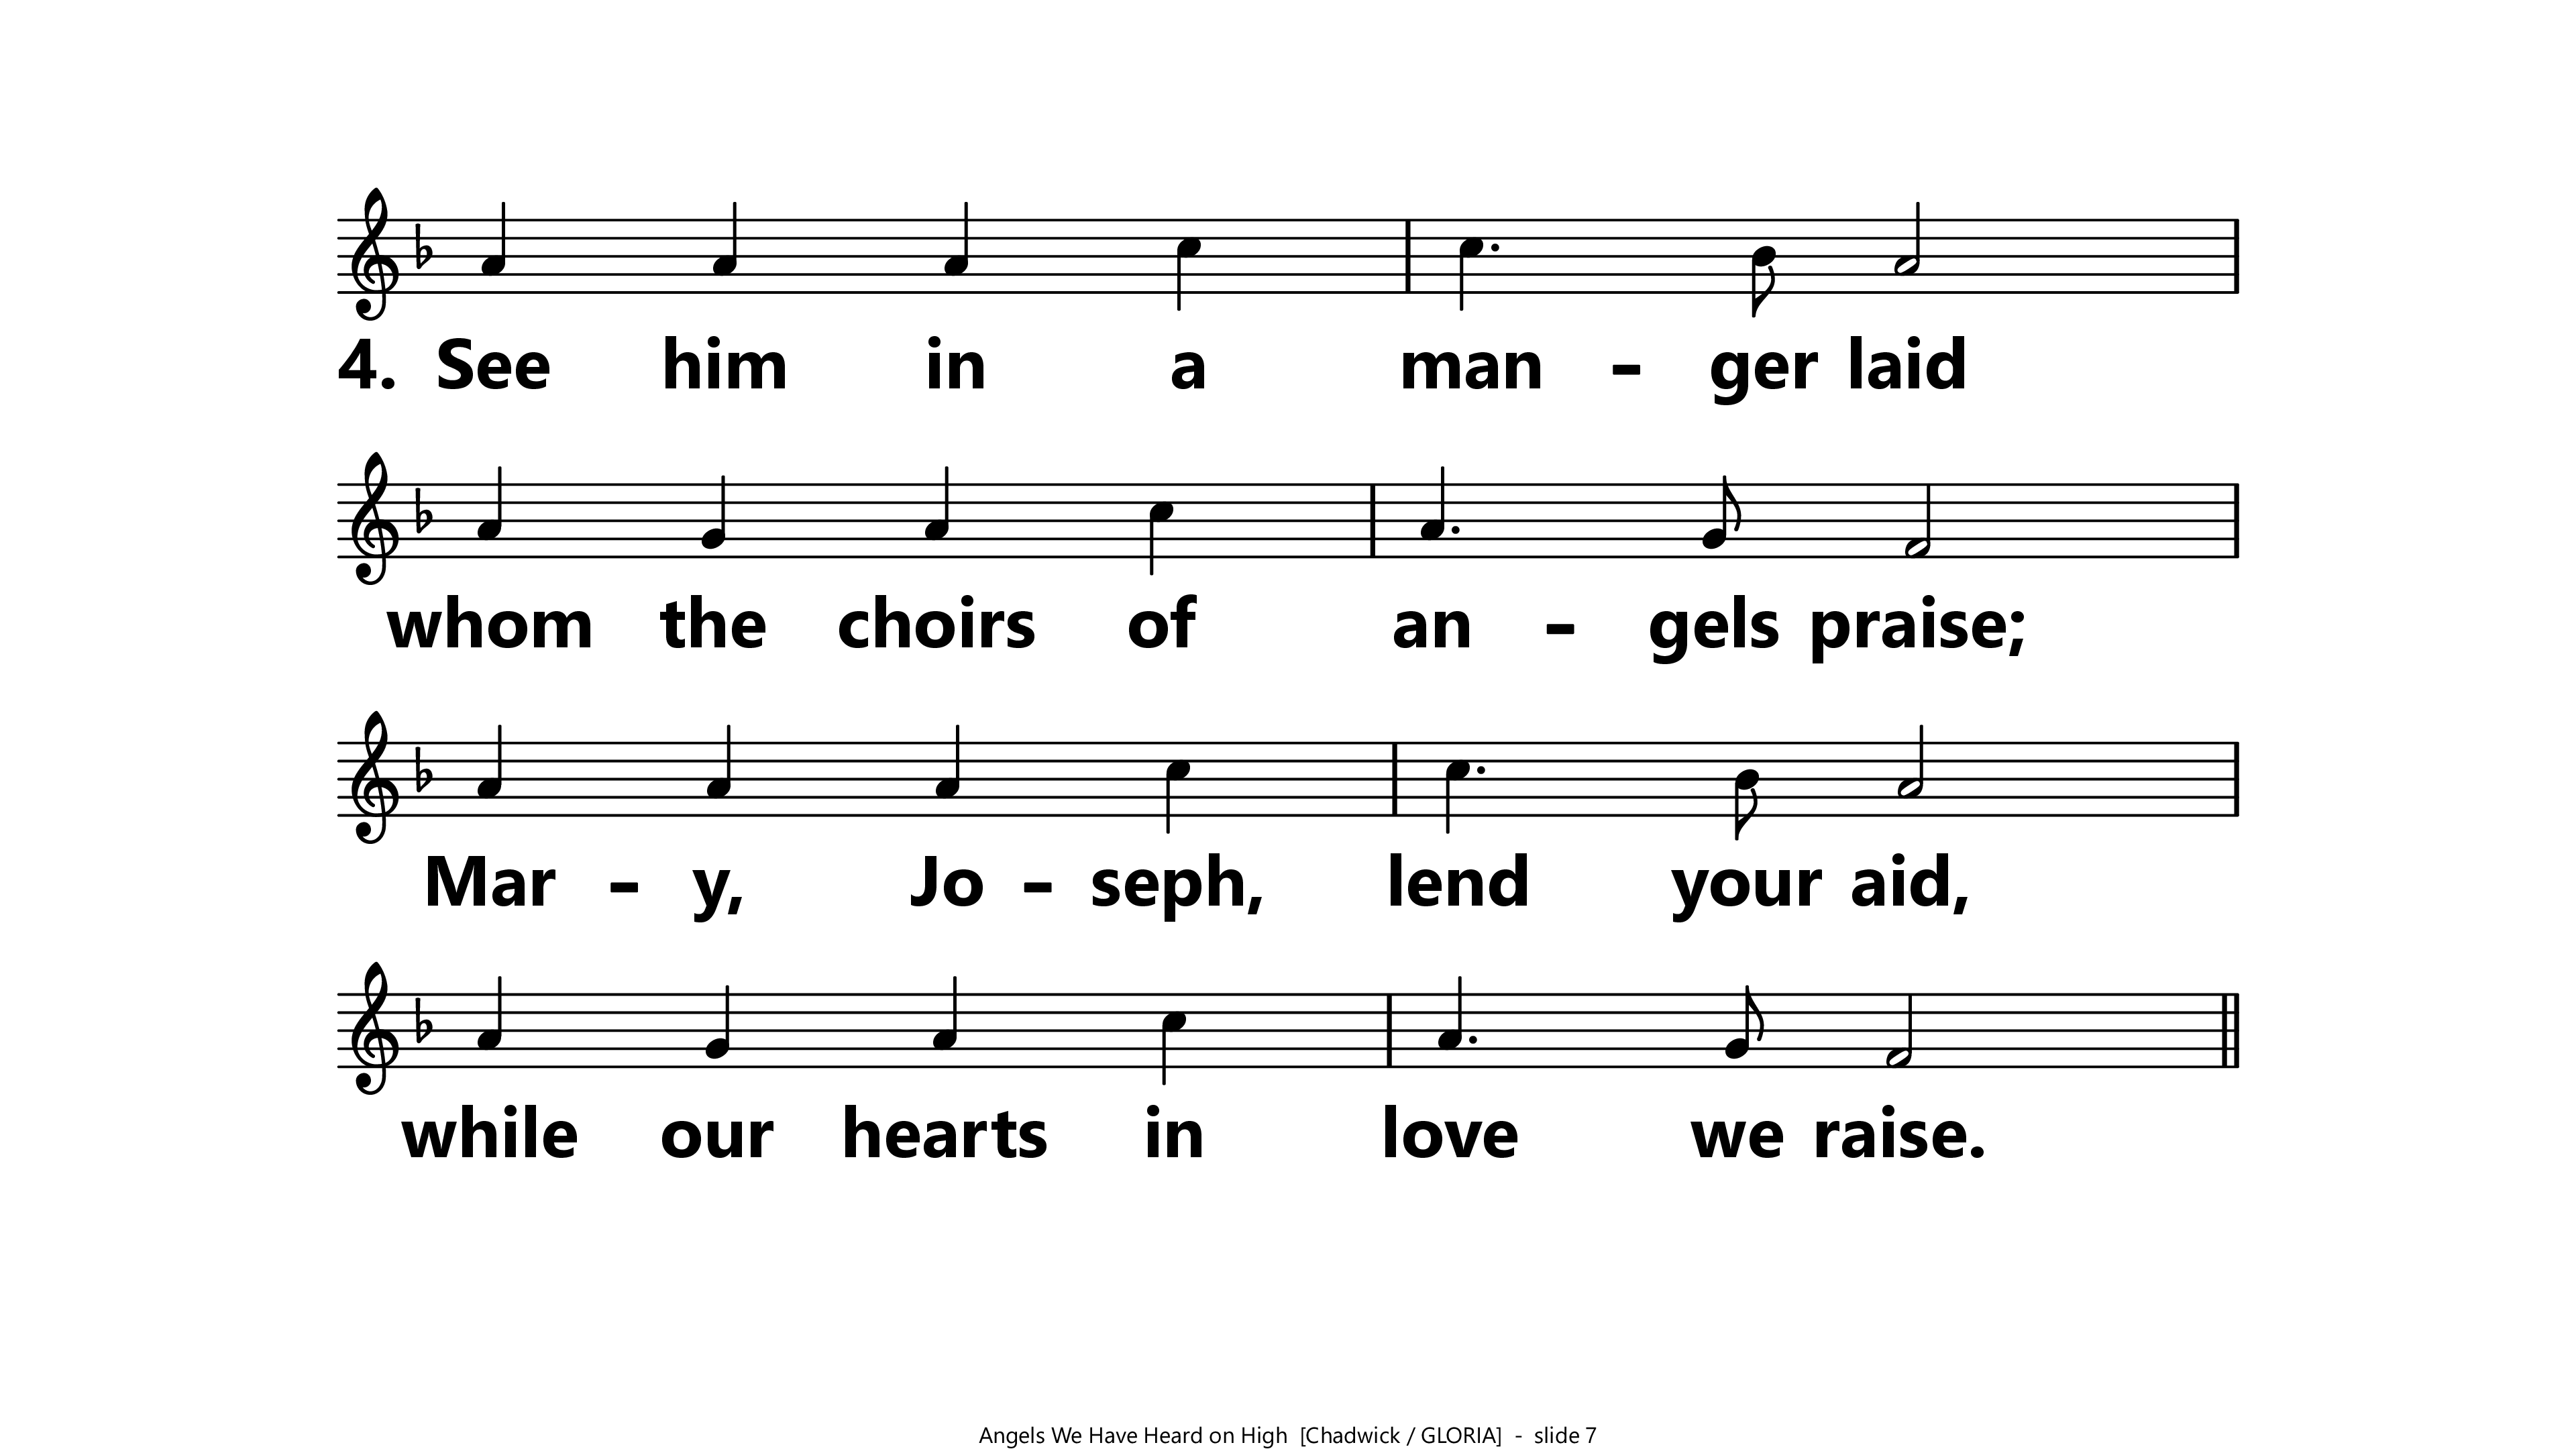 4. See him in a man - ger laid
whom the choirs of an - gels praise;
Mar - y, Jo - seph, lend your aid,
while our hearts in love we raise.
Angels We Have Heard on High [Chadwick / GLORIA] - slide 7